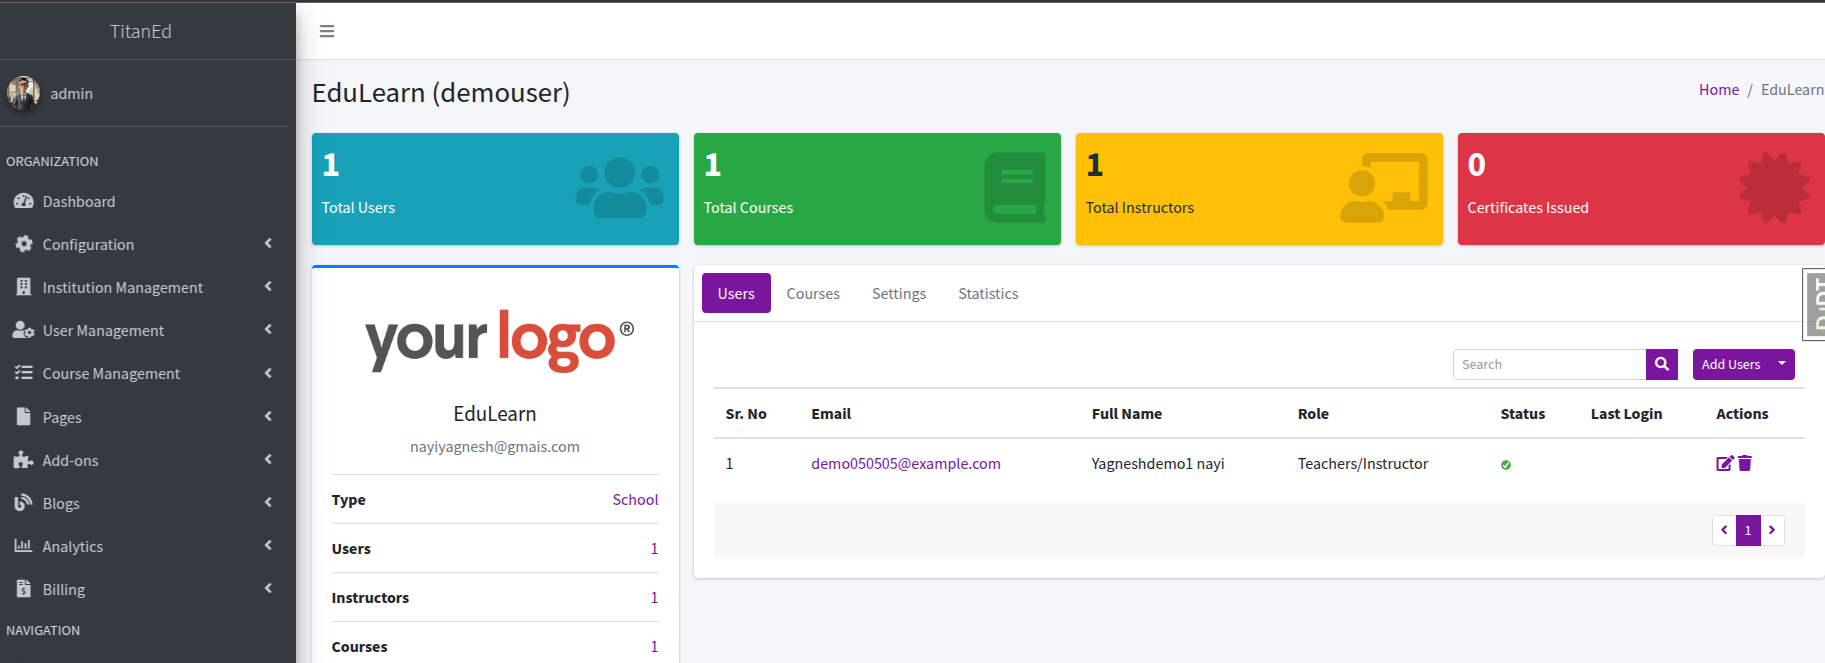 TitanEd
admin
ORGANIZATION
Dashboard
Configuration
Institution Management
User Management
Course Management
Pages
Add-ons
Blogs
Analytics
Billing
NAVIGATION
EduLearn (demouser)
Home / EduLearn
1
Total Users
1
Total Courses
1
Total Instructors
0
Certificates Issued
your logo®
EduLearn
nayiyagnesh@gmais.com
Type School
Users 1
Instructors 1
Courses 1
Users Courses Settings Statistics
Search Add Users
Sr. No Email Full Name Role Status Last Login Actions
1 demo050505@example.com Yagneshdemo1 nayi Teachers/Instructor
1